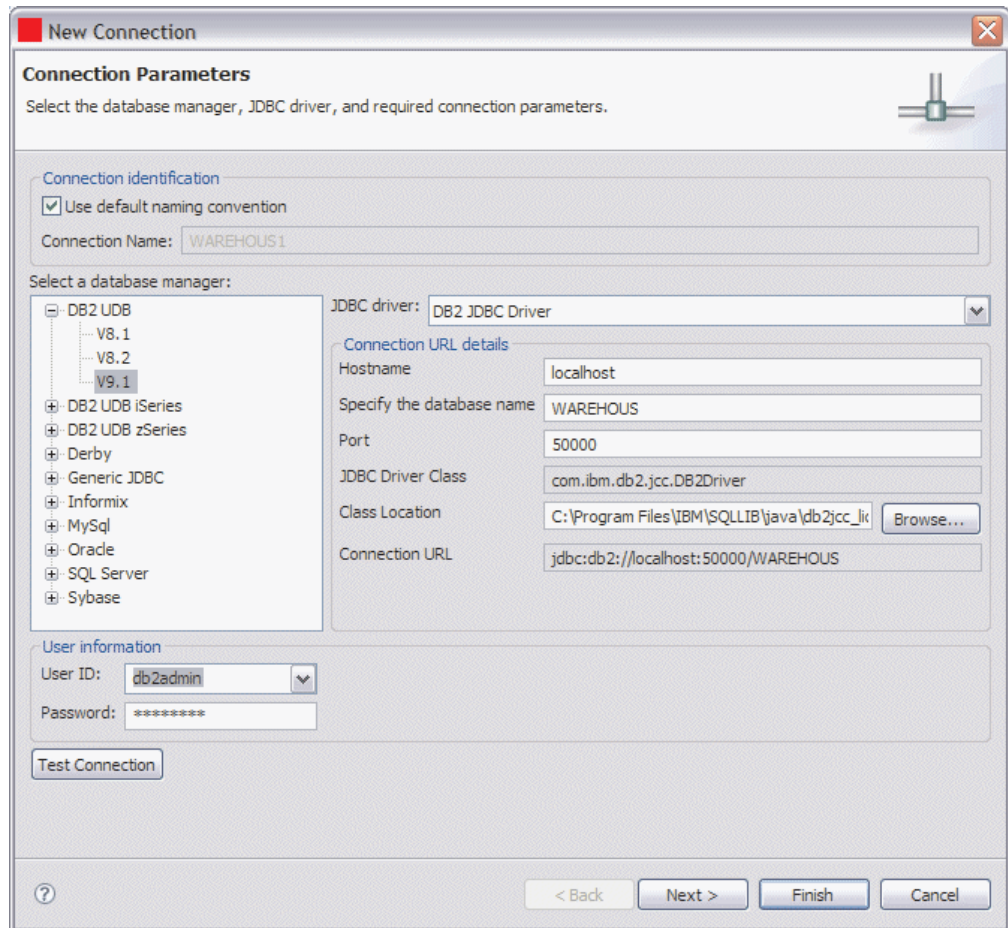 New Connection
Connection Parameters
Select the database manager, JDBC driver, and required connection parameters.
Connection identification
Use default naming convention
Connection Name: WAREHOUS1
Select a database manager:
DB2 UDB
V8.1
V8.2
V9.1
DB2 UDB iSeries
DB2 UDB zSeries
Derby
Generic JDBC
Informix
MySql
Oracle
SQL Server
Sybase
JDBC driver: DB2 JDBC Driver
Connection URL details
Hostname localhost
Specify the database name WAREHOUS
Port 50000
JDBC Driver Class com.ibm.db2.jcc.DB2Driver
Class Location C:\Program Files\IBM\SQLLIB\java\db2jcc_lic Browse...
Connection URL jdbc:db2://localhost:50000/WAREHOUS
User information
User ID: db2admin
Password: ********
Test Connection
? < Back Next > Finish Cancel